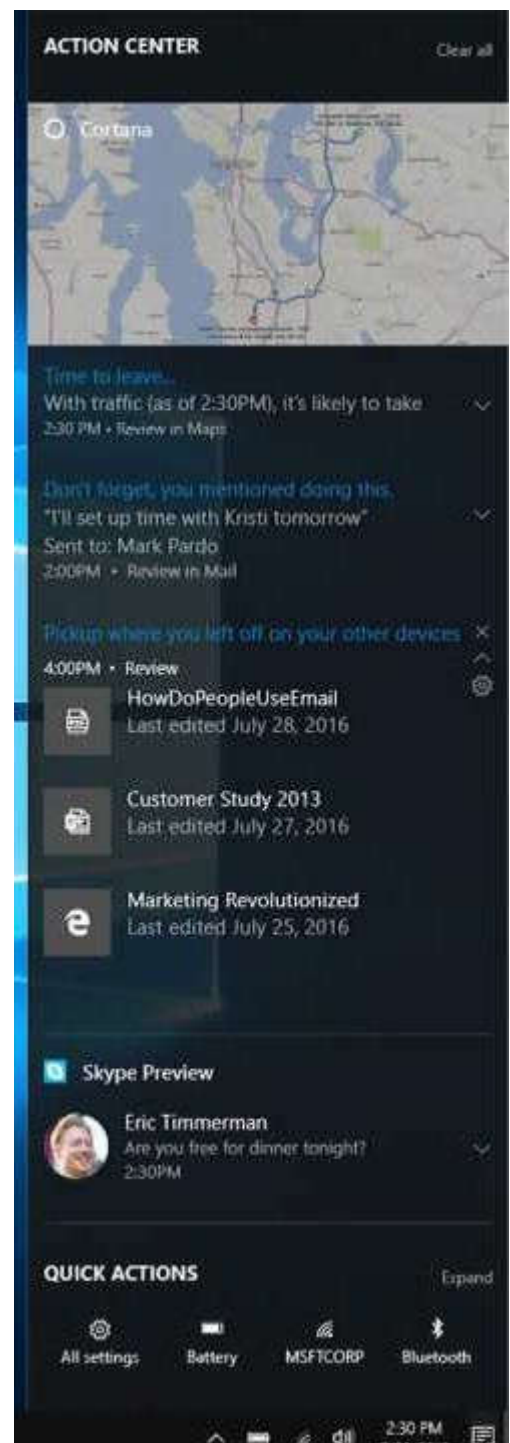 ACTION CENTER
Clear all
Cortana
Time to leave...
With traffic (as of 2:30PM), it's likely to take
2:30 PM • Review in Maps
Don't forget, you mentioned doing this.
"I'll set up time with Kristi tomorrow"
Sent to: Mark Pardo
2:00PM • Review in Mail
Pickup where you left off on your other devices
4:00PM • Review
HowDoPeopleUseEmail
Last edited July 28, 2016
Customer Study 2013
Last edited July 27, 2016
Marketing Revolutionized
Last edited July 25, 2016
Skype Preview
Eric Timmerman
Are you free for dinner tonight?
2:30PM
QUICK ACTIONS
Expand
All settings
Battery
MSFTCORP
Bluetooth
2:30 PM